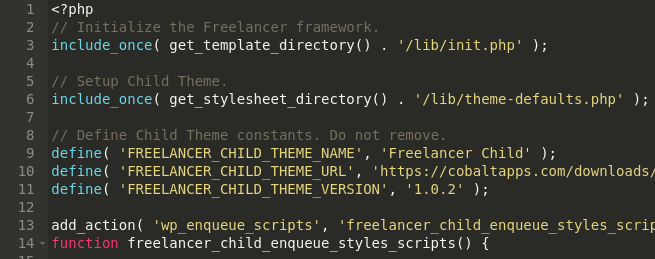 1 <?php
2 // Initialize the Freelancer framework.
3 include_once( get_template_directory() . '/lib/init.php' );
4
5 // Setup Child Theme.
6 include_once( get_stylesheet_directory() . '/lib/theme-defaults.php' );
7
8 // Define Child Theme constants. Do not remove.
9 define( 'FREELANCER_CHILD_THEME_NAME', 'Freelancer Child' );
10 define( 'FREELANCER_CHILD_THEME_URL', 'https://cobaltapps.com/downloads/
11 define( 'FREELANCER_CHILD_THEME_VERSION', '1.0.2' );
12
13 add_action( 'wp_enqueue_scripts', 'freelancer_child_enqueue_styles_scrip
14 function freelancer_child_enqueue_styles_scripts() {